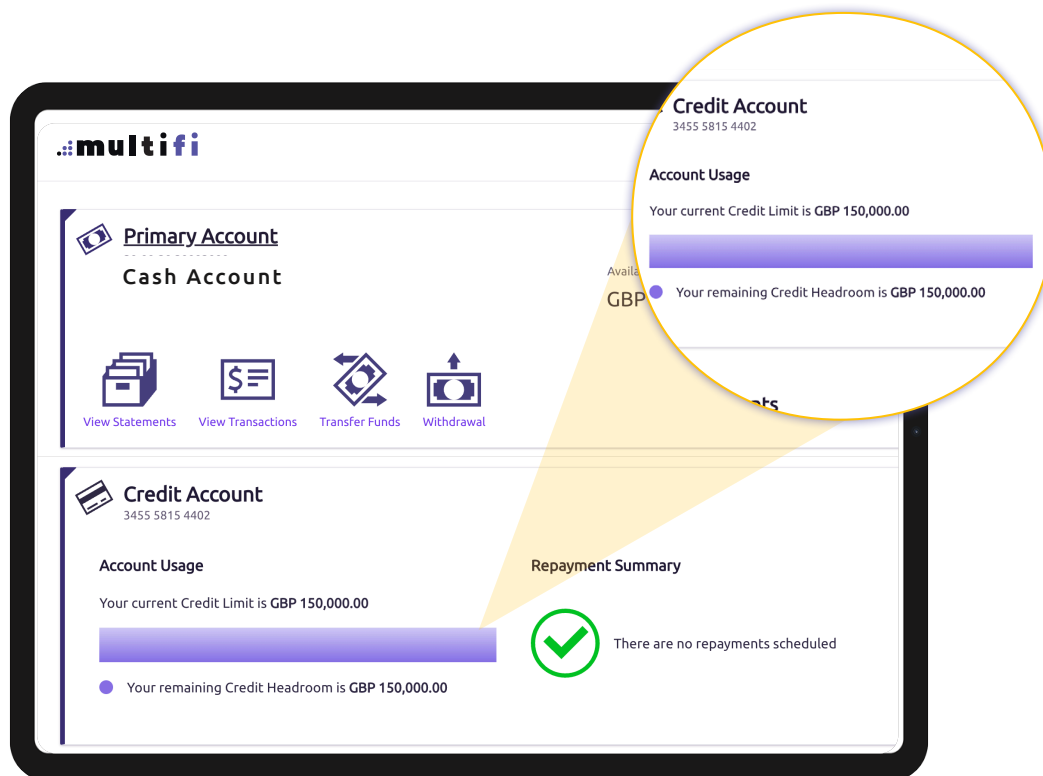 multifi
Primary Account
Cash Account
Availa
GBP
View Statements
View Transactions
Transfer Funds
Withdrawal
Credit Account
3455 5815 4402
Account Usage
Your current Credit Limit is GBP 150,000.00
Your remaining Credit Headroom is GBP 150,000.00
Repayment Summary
There are no repayments scheduled
Credit Account
3455 5815 4402
Account Usage
Your current Credit Limit is GBP 150,000.00
Your remaining Credit Headroom is GBP 150,000.00
nts